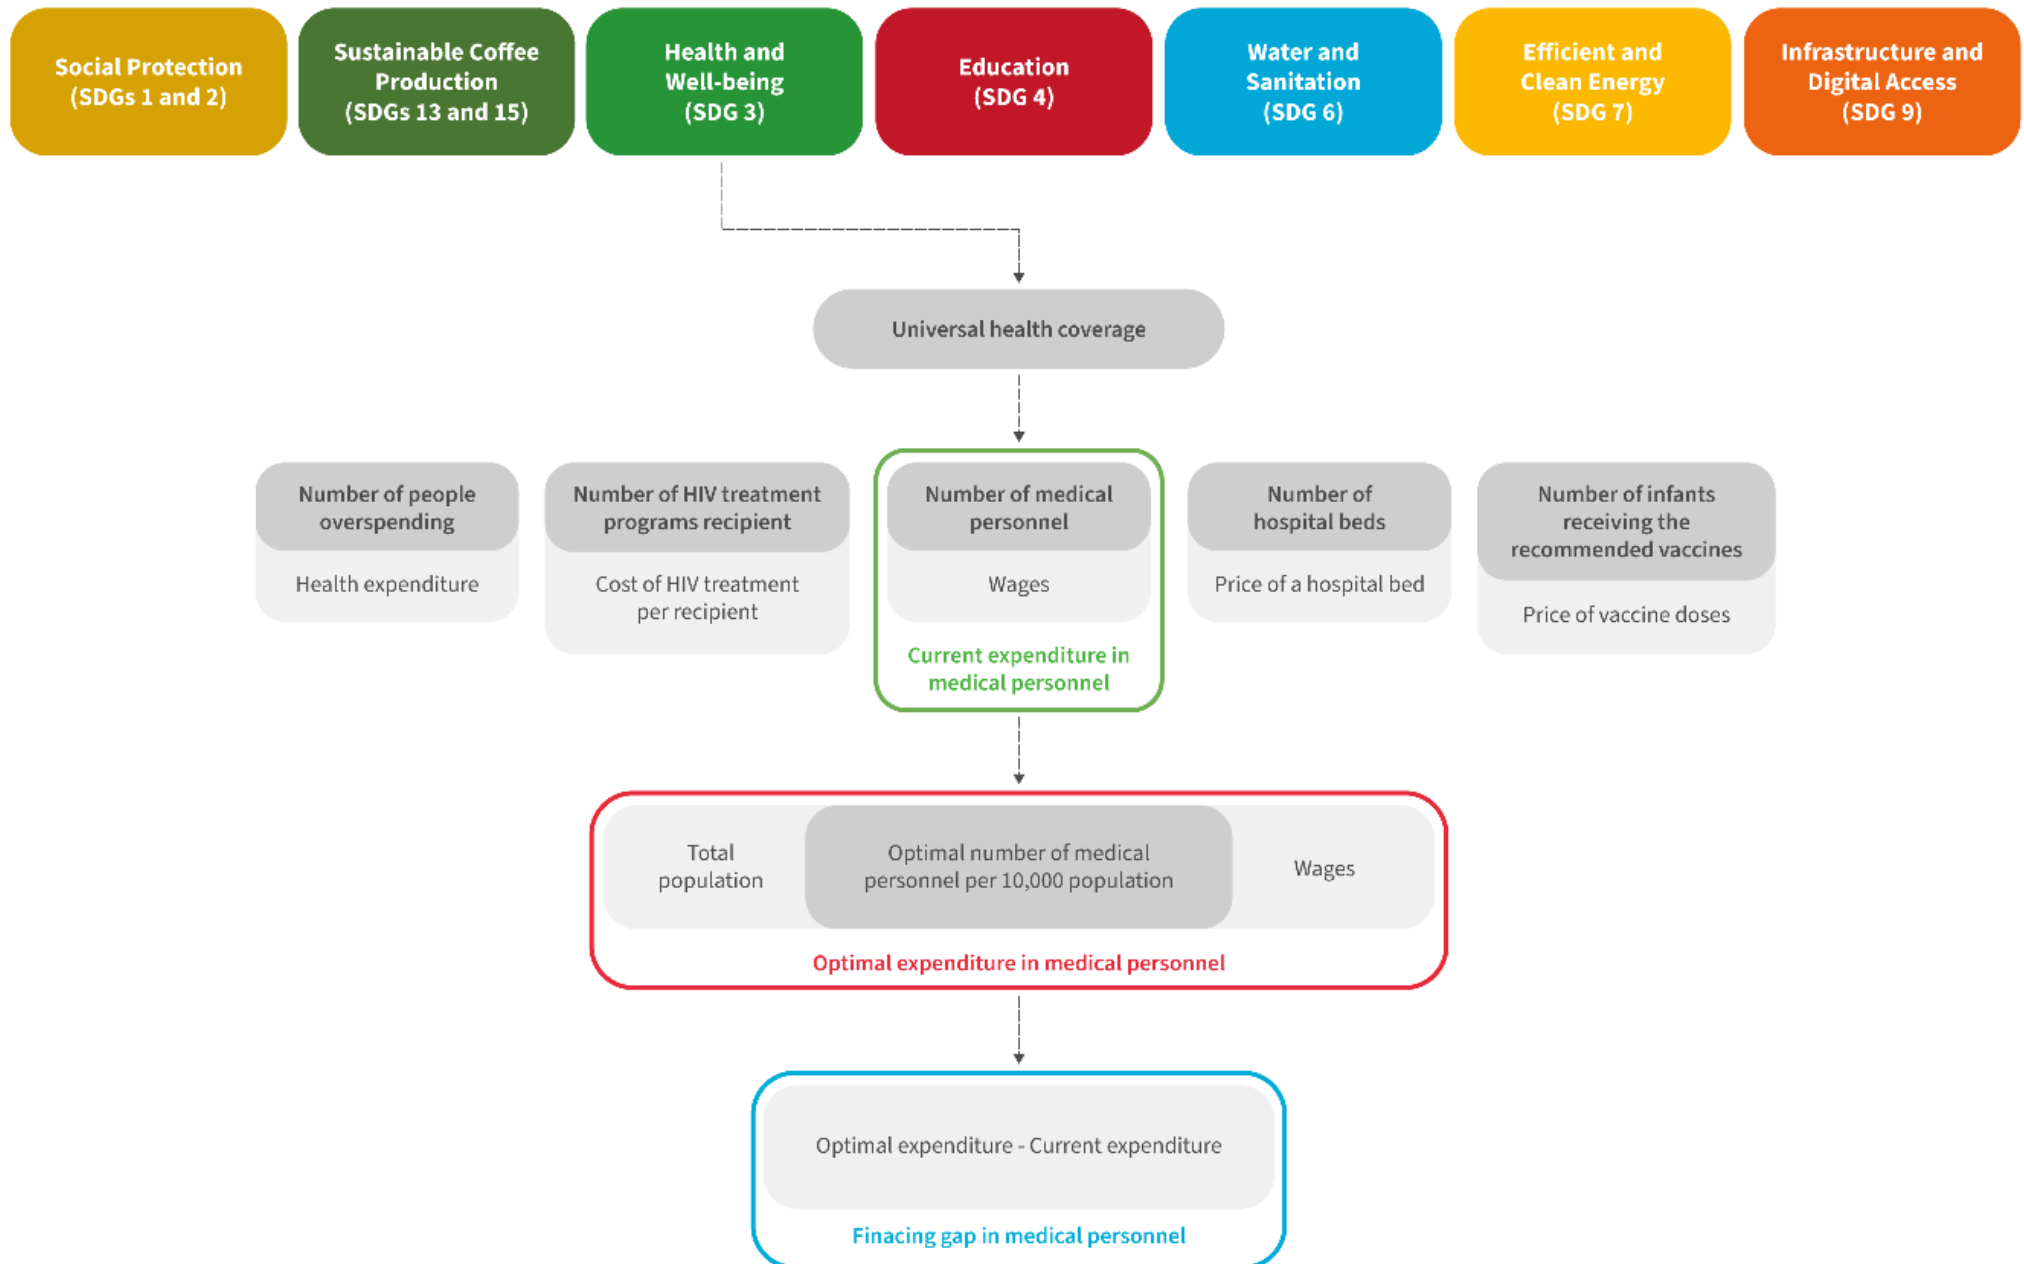 Social Protection
(SDGs 1 and 2)
Sustainable Coffee
Production
(SDGs 13 and 15)
Health and
Well-being
(SDG 3)
Education
(SDG 4)
Water and
Sanitation
(SDG 6)
Efficient and
Clean Energy
(SDG 7)
Infrastructure and
Digital Access
(SDG 9)
Universal health coverage
Number of people
overspending
Health expenditure
Number of HIV treatment
programs recipient
Cost of HIV treatment
per recipient
Number of medical
personnel
Wages
Current expenditure in
medical personnel
Number of
hospital beds
Price of a hospital bed
Number of infants
receiving the
recommended vaccines
Price of vaccine doses
Total
population
Optimal number of medical
personnel per 10,000 population
Wages
Optimal expenditure in medical personnel
Optimal expenditure - Current expenditure
Finacing gap in medical personnel